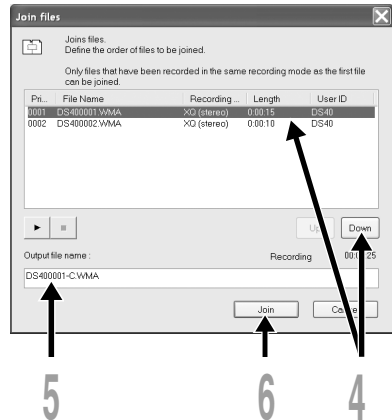 Join files
Joins files.
Define the order of files to be joined.
Only files that have been recorded in the same recording mode as the first file
can be joined.
Pri... File Name Recording ... Length User ID
0001 DS400001.WMA XQ (stereo) 0:00:15 DS40
0002 DS400002.WMA XQ (stereo) 0:00:10 DS40
Down
Output file name : Recording
DS400001-C.WMA
Join
5 6 4